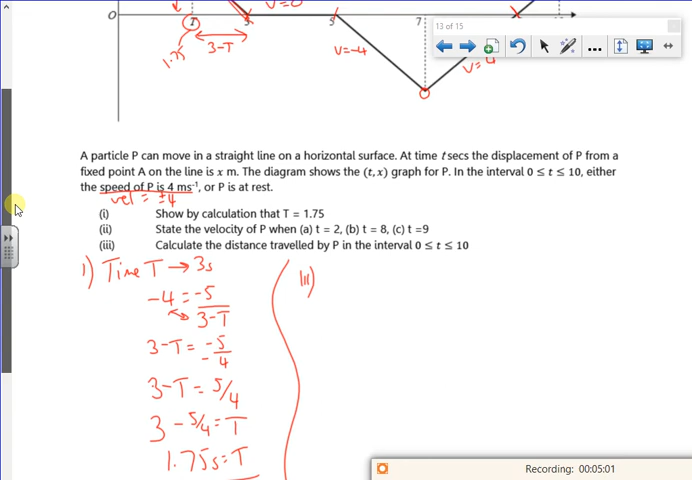 O
T
3
5
7
V=0
1.75
3-T
V=-4
V=4
13 of 15
...
A particle P can move in a straight line on a horizontal surface. At time t secs the displacement of P from a
fixed point A on the line is x m. The diagram shows the (t, x) graph for P. In the interval 0 ≤ t ≤ 10, either
the speed of P is 4 ms⁻¹, or P is at rest.
vel = ±4
(i) Show by calculation that T = 1.75
(ii) State the velocity of P when (a) t = 2, (b) t = 8, (c) t =9
(iii) Calculate the distance travelled by P in the interval 0 ≤ t ≤ 10
i) Time T → 3s
-4 = -5/3-T
3-T = -5/-4
3-T = 5/4
3 - 5/4 = T
1.75s = T
iii)
Recording: 00:05:01